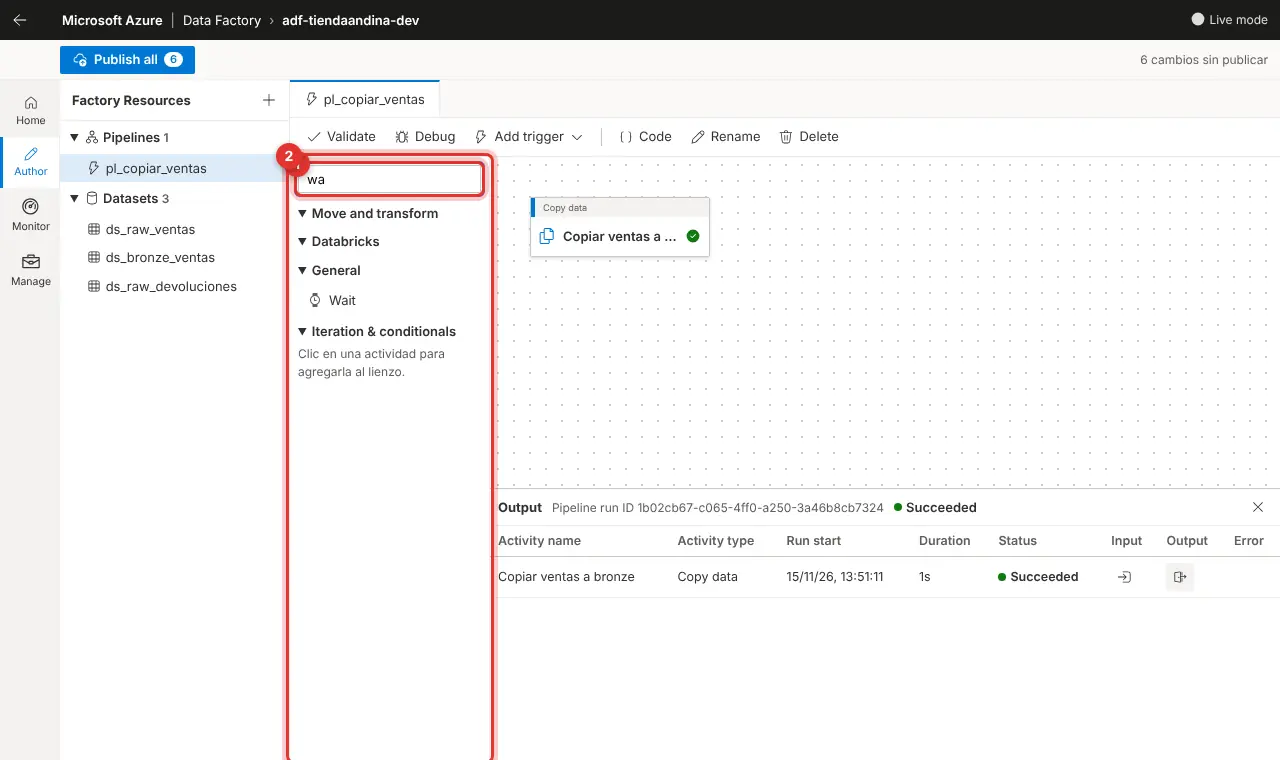 Microsoft Azure | Data Factory › adf-tiendaandina-dev
Live mode
Publish all 6
6 cambios sin publicar
Home
Author
Monitor
Manage
Factory Resources
Pipelines 1
pl_copiar_ventas
Datasets 3
ds_raw_ventas
ds_bronze_ventas
ds_raw_devoluciones
pl_copiar_ventas
Validate Debug Add trigger Code Rename Delete
2
wa
Move and transform
Databricks
General
Wait
Iteration & conditionals
Clic en una actividad para
agregarla al lienzo.
Copy data
Copiar ventas a ...
Output Pipeline run ID 1b02cb67-c065-4ff0-a250-3a46b8cb7324 Succeeded
Activity name Activity type Run start Duration Status Input Output Error
Copiar ventas a bronze Copy data 15/11/26, 13:51:11 1s Succeeded